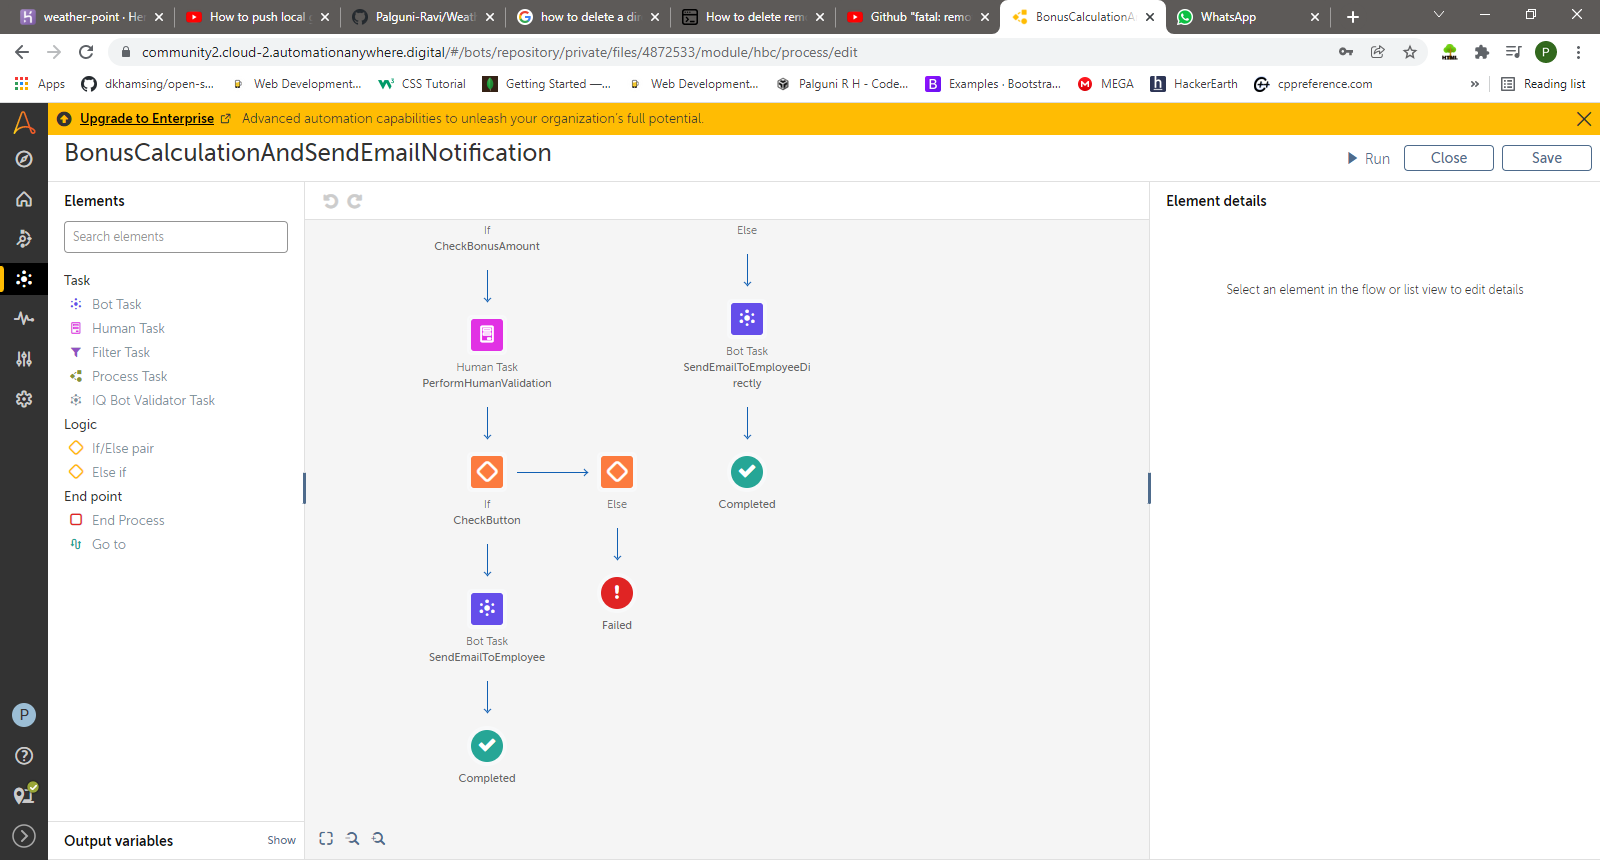 weather-point · He
How to push local g
Palguni-Ravi/Weat
how to delete a dir
How to delete rem
Github "fatal: remo
BonusCalculationA
WhatsApp
community2.cloud-2.automationanywhere.digital/#/bots/repository/private/files/4872533/module/hbc/process/edit
P
Apps
dkhamsing/open-s...
Web Development...
CSS Tutorial
Getting Started —...
Web Development...
Palguni R H - Code...
Examples · Bootstra...
MEGA
HackerEarth
cppreference.com
»
Reading list
Upgrade to Enterprise
Advanced automation capabilities to unleash your organization's full potential.
BonusCalculationAndSendEmailNotification
Run
Close
Save
Elements
Search elements
Task
Bot Task
Human Task
Filter Task
Process Task
IQ Bot Validator Task
Logic
If/Else pair
Else if
End point
End Process
Go to
Output variables
Show
P
If
CheckBonusAmount
Human Task
PerformHumanValidation
If
CheckButton
Bot Task
SendEmailToEmployee
Completed
Else
Failed
Else
Bot Task
SendEmailToEmployeeDi
rectly
Completed
Element details
Select an element in the flow or list view to edit details